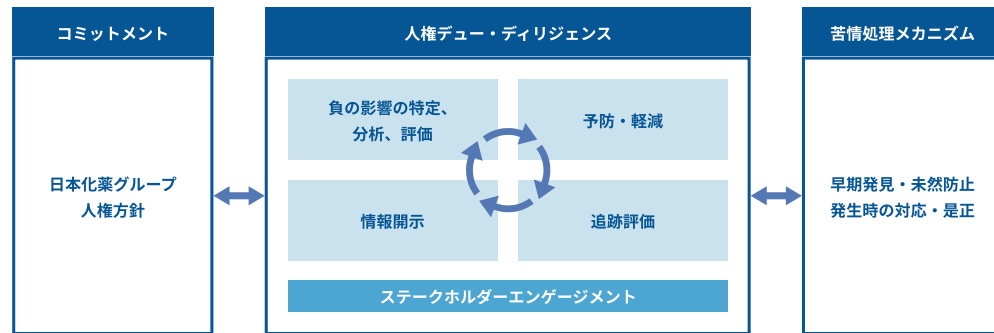 コミットメント
日本化薬グループ
人権方針
人権デュー・ディリジェンス
負の影響の特定、
分析、評価
予防・軽減
情報開示
追跡評価
ステークホルダーエンゲージメント
苦情処理メカニズム
早期発見・未然防止
発生時の対応・是正